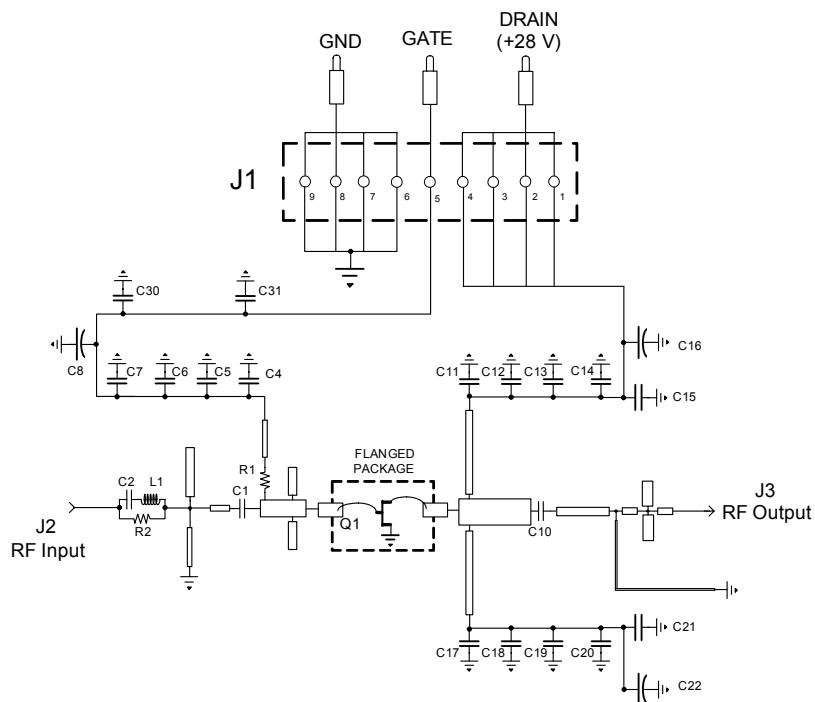 DRAIN
(+28 V)
GND
GATE
J1
9
8
7
6
5
4
3
2
1
C30
C31
C8
C7
C6
C5
C4
C11
C12
C13
C14
C16
C15
R1
FLANGED
PACKAGE
C2
L1
C1
R2
Q1
C10
J2
RF Input
J3
RF Output
C17
C18
C19
C20
C21
C22